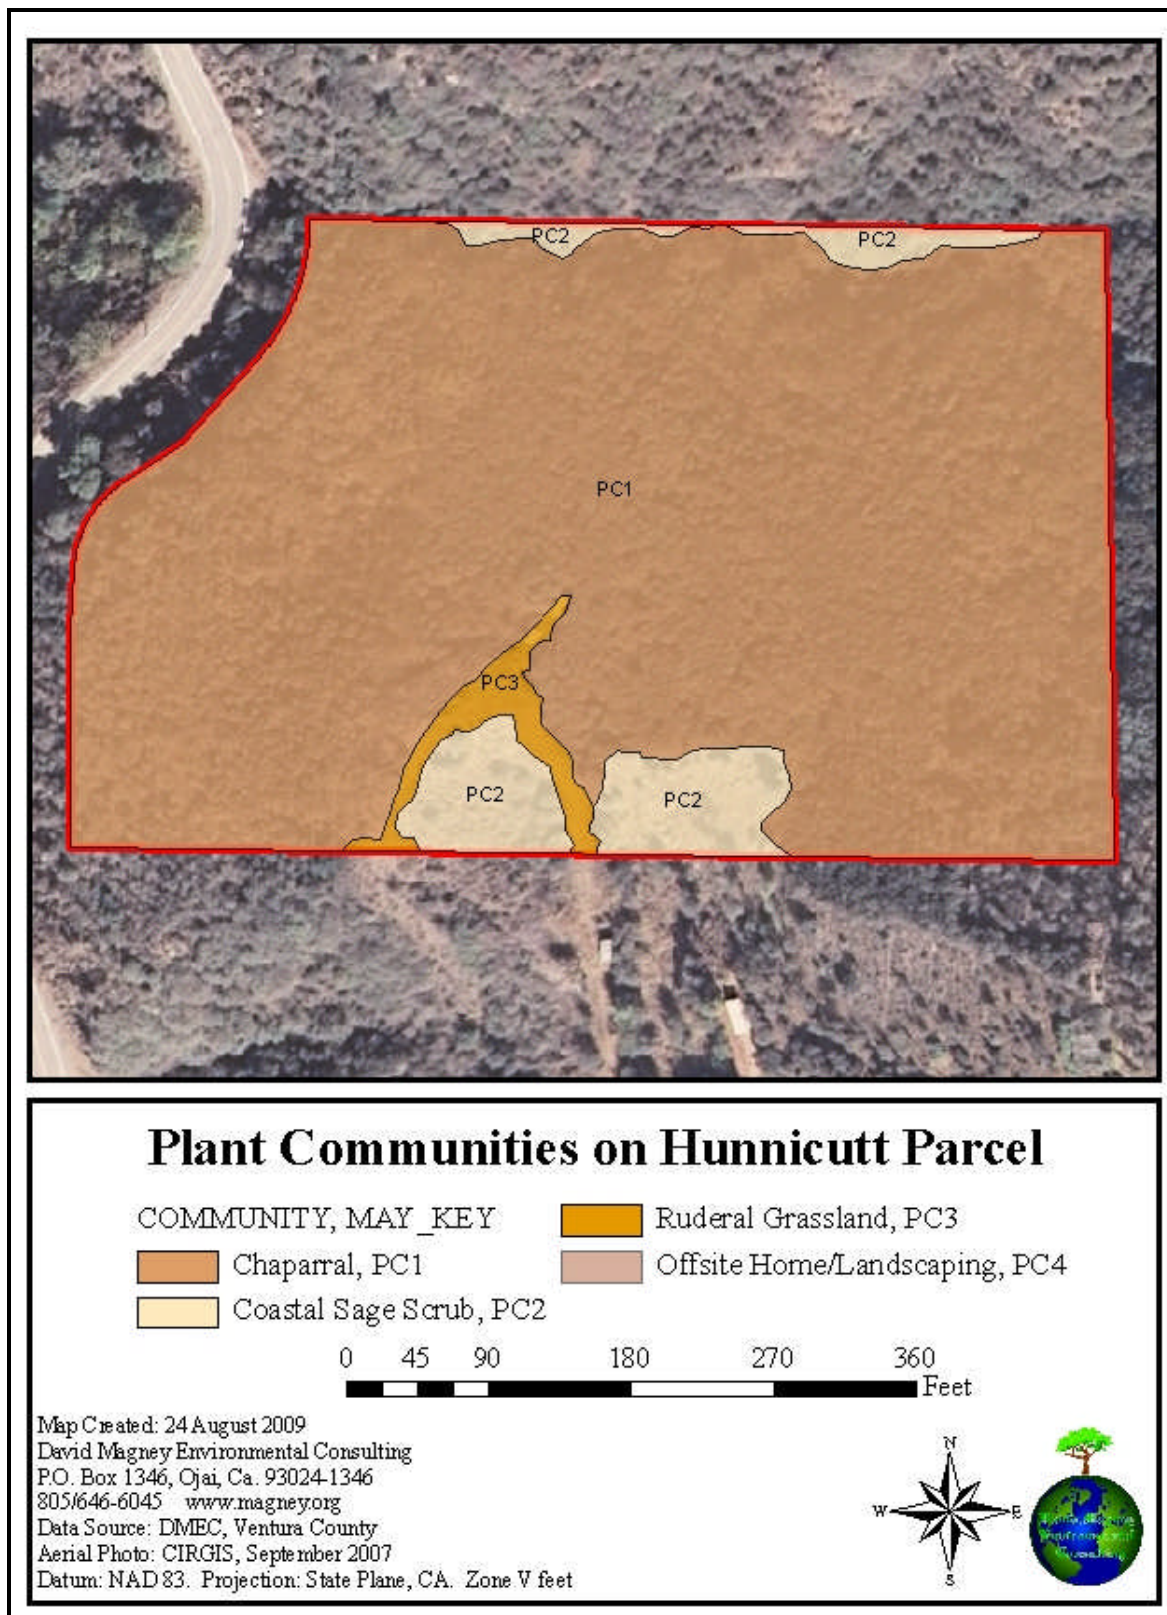 PC2
PC2
PC1
PC3
PC2
PC2
Plant Communities on Hunnicutt Parcel
COMMUNITY, MAY_KEY
Chaparral, PC1
Coastal Sage Scrub, PC2
Ruderal Grassland, PC3
Offsite Home/Landscaping, PC4
0 45 90 180 270 360
Feet
Map Created: 24 August 2009
David Magney Environmental Consulting
P.O. Box 1346, Ojai, Ca. 93024-1346
805/646-6045 www.magney.org
Data Source: DMEC, Ventura County
Aerial Photo: CIRGIS, September 2007
Datum: NAD 83. Projection: State Plane, CA. Zone V feet
N
W E
S